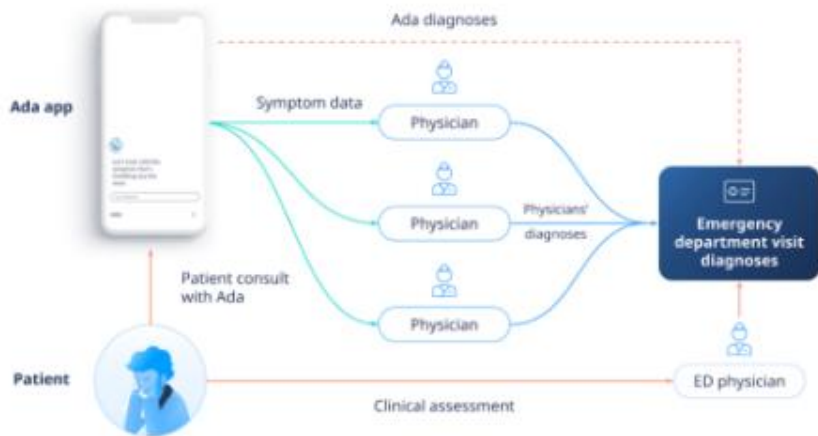 Ada diagnoses
Ada app
Symptom data
Physician
Physician
Physicians'
diagnoses
Emergency
department visit
diagnoses
Patient consult
with Ada
Physician
Patient
ED physician
Clinical assessment